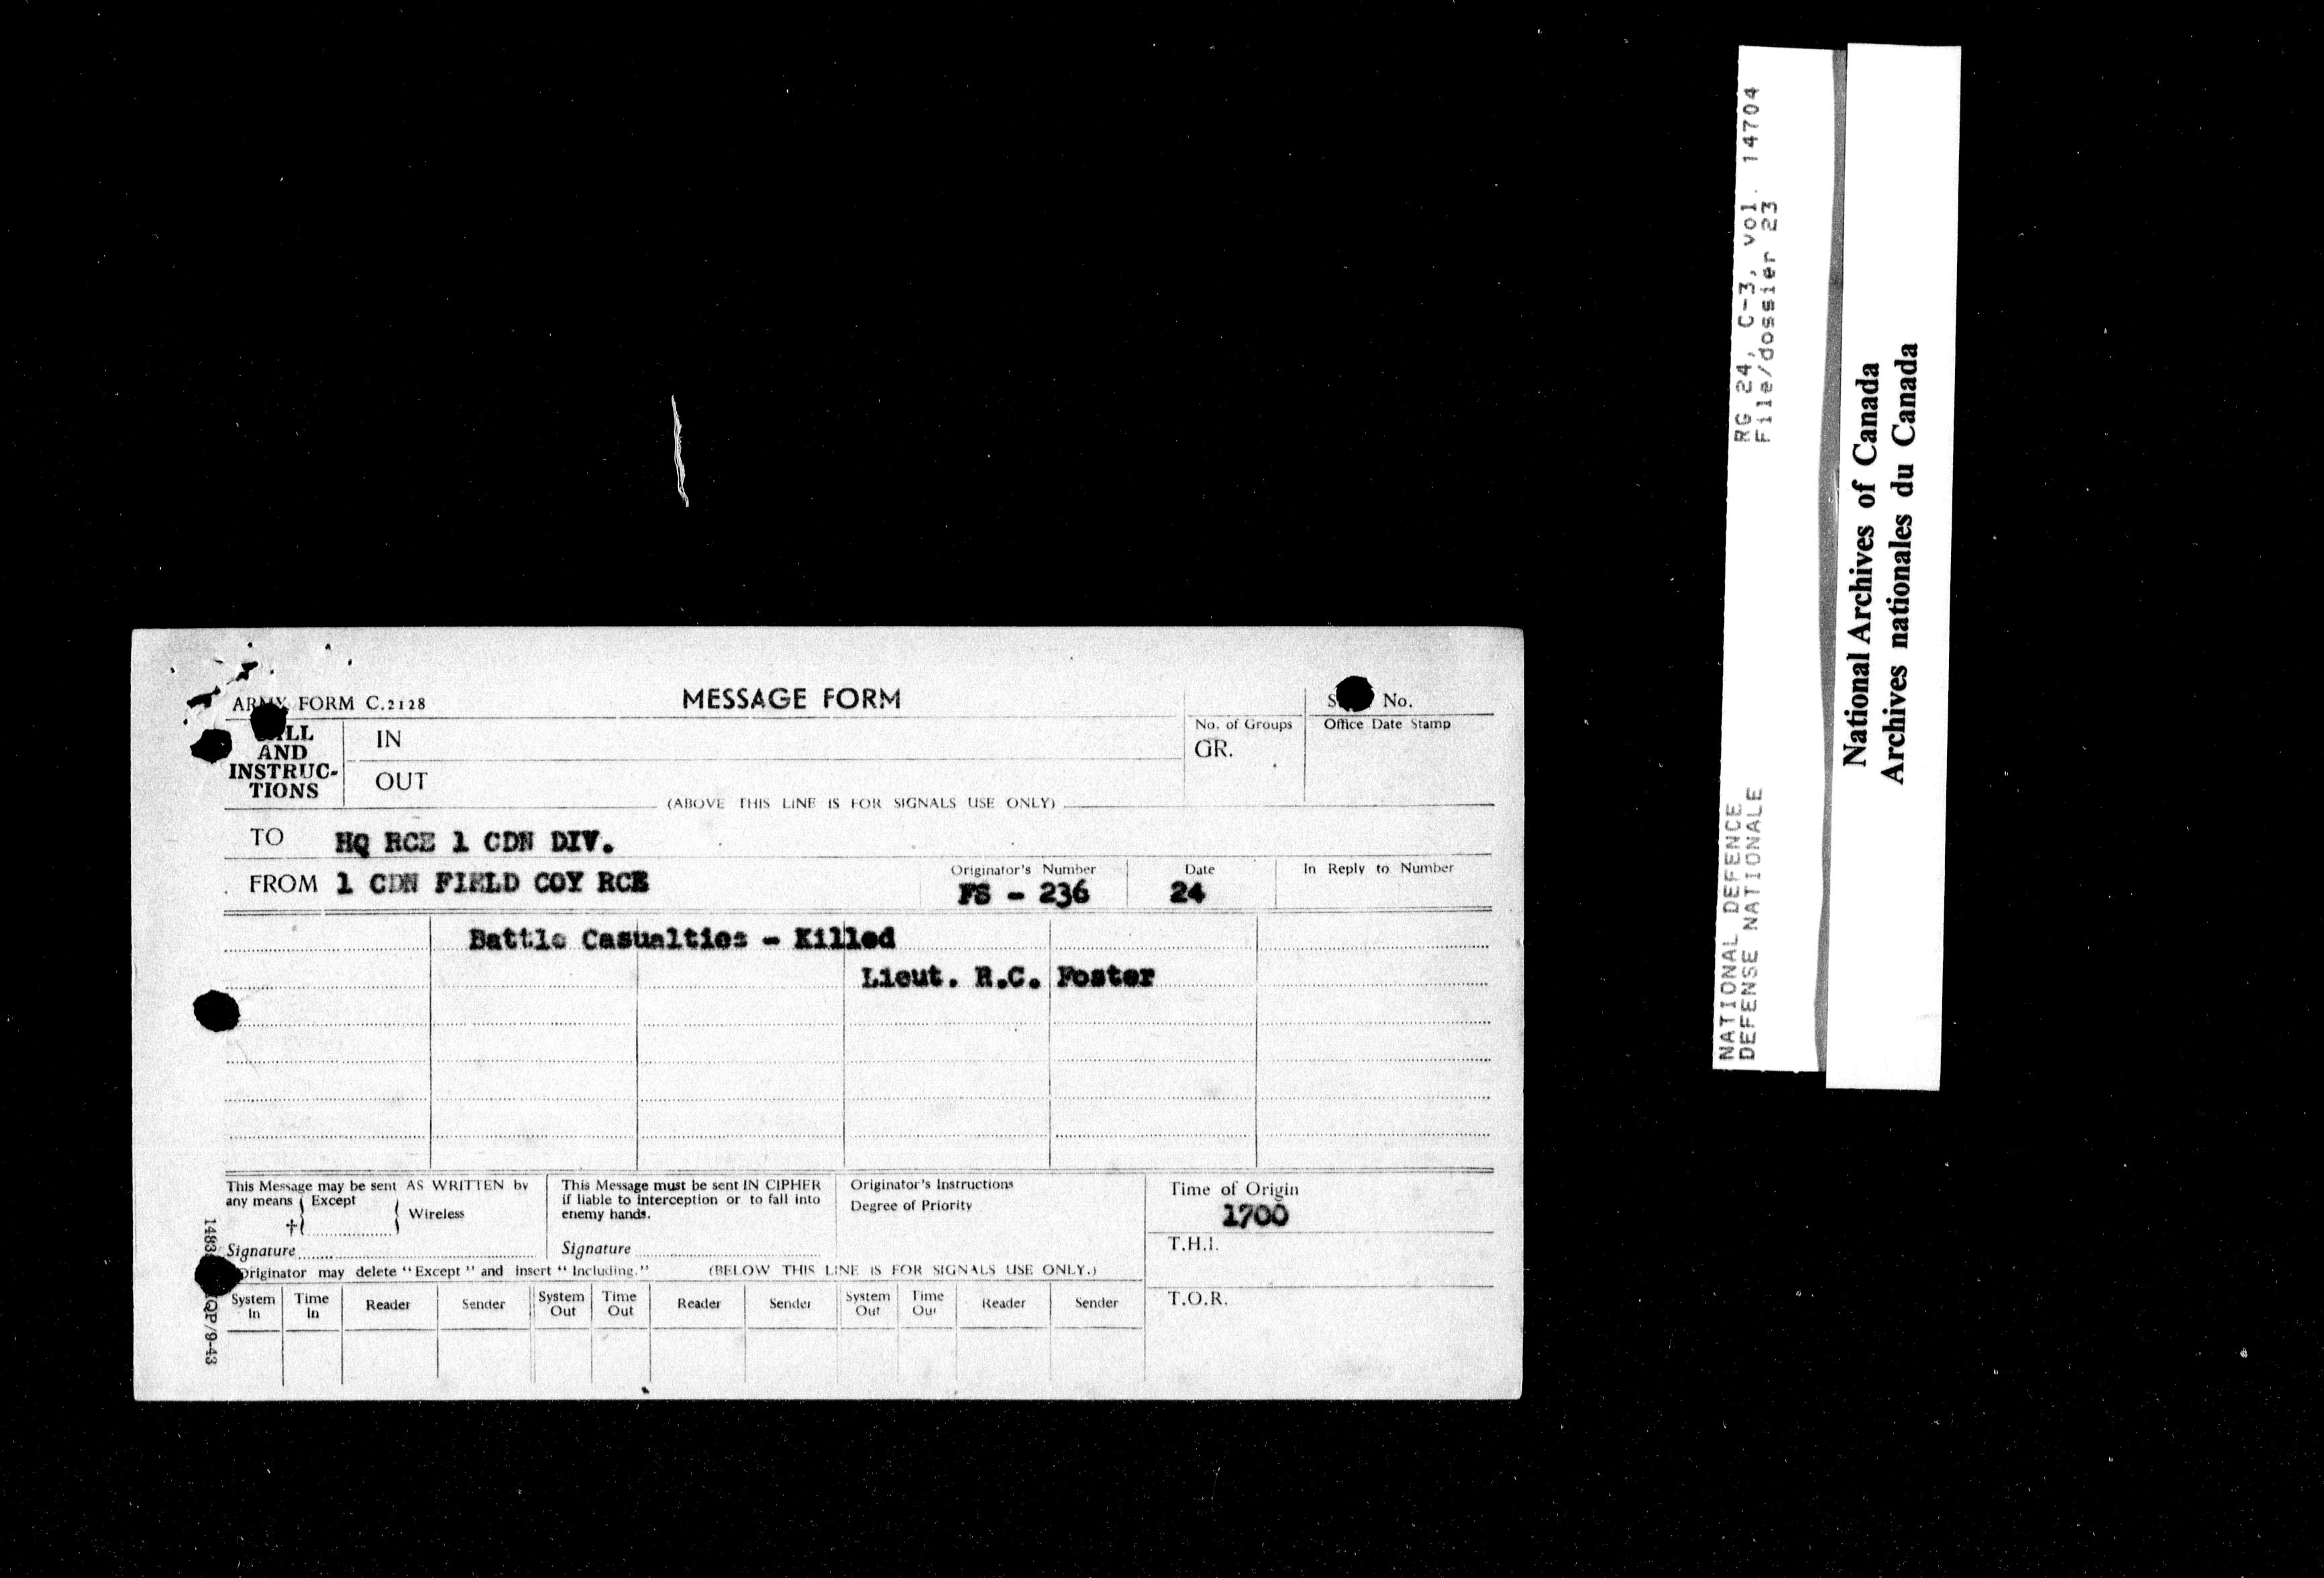 ARMY FORM C.2128
MESSAGE FORM
No.
AND
INSTRUC-
TIONS
IN
OUT
No. of Groups
GR.
Office Date Stamp
(ABOVE THIS LINE IS FOR SIGNALS USE ONLY)
TO HQ RCE 1 CDN DIV.
FROM 1 CDN FIELD COY RCE
Originator's Number
FS - 236
Date
24
In Reply to Number
Battle Casualties - Killed
Lieut. R.C. Foster
This Message may be sent AS WRITTEN by
any means { Except
† { } Wireless
Signature
This Message must be sent IN CIPHER
if liable to interception or to fall into
enemy hands.
Signature
Originator's Instructions
Degree of Priority
Time of Origin
1700
T.H.I.
T.O.R.
Originator may delete "Except" and insert "Including."
(BELOW THIS LINE IS FOR SIGNALS USE ONLY.)
System In Time In Reader Sender System Out Time Out Reader Sender System Out Time Out Reader Sender
QP/9-43
RG 24, C-3, vol. 14704
File/dossier 23
NATIONAL DEFENCE
DEFENSE NATIONALE
National Archives of Canada
Archives nationales du Canada